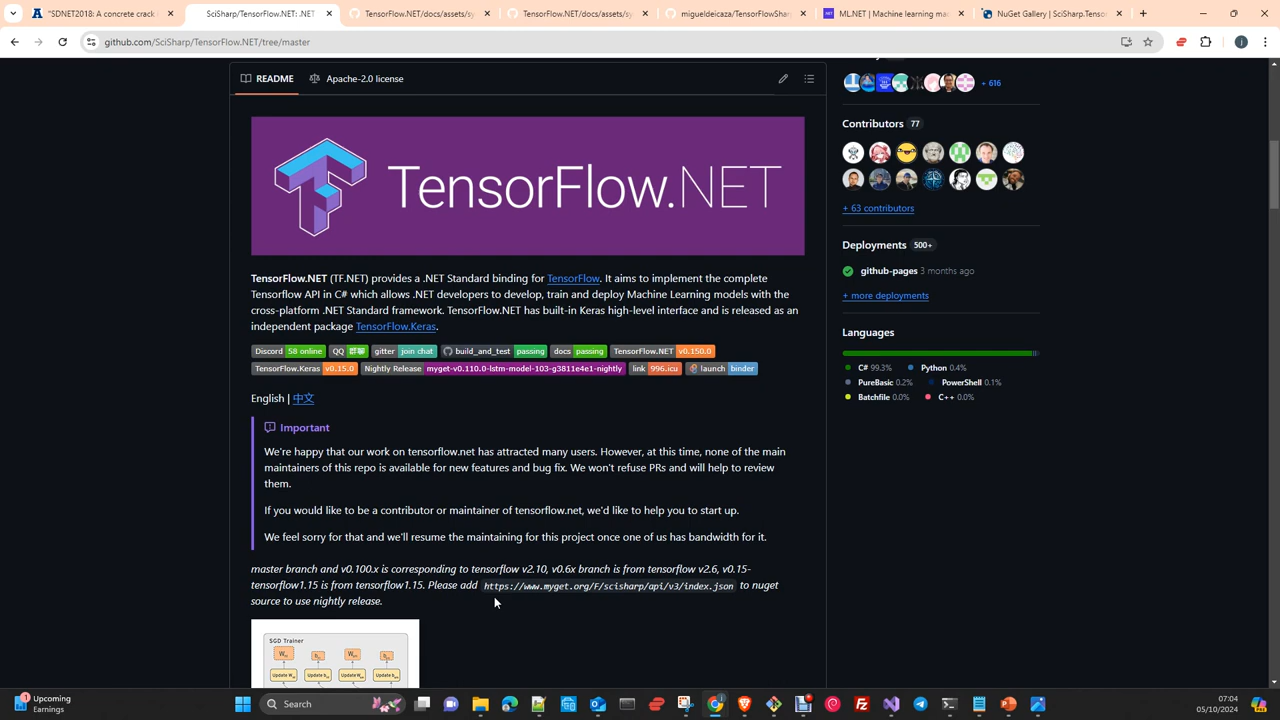 "SDNET2018: A concrete crack
SciSharp/TensorFlow.NET: .NET
TensorFlow.NET/docs/assets/sy
TensorFlow.NET/docs/assets/sy
migueldeicaza/TensorFlowSharp
ML.NET | Machine learning ma
NuGet Gallery | SciSharp.Tenso
github.com/SciSharp/TensorFlow.NET/tree/master
README
Apache-2.0 license
TensorFlow.NET
TensorFlow.NET (TF.NET) provides a .NET Standard binding for TensorFlow. It aims to implement the complete
Tensorflow API in C# which allows .NET developers to develop, train and deploy Machine Learning models with the
cross-platform .NET Standard framework. TensorFlow.NET has built-in Keras high-level interface and is released as an
independent package TensorFlow.Keras.
Discord 58 online QQ 群聊 gitter join chat build_and_test passing docs passing TensorFlow.NET v0.150.0
TensorFlow.Keras v0.15.0 Nightly Release myget-v0.110.0-lstm-model-103-g3811e4e1-nightly link 996.icu launch binder
English | 中文
Important
We're happy that our work on tensorflow.net has attracted many users. However, at this time, none of the main
maintainers of this repo is available for new features and bug fix. We won't refuse PRs and will help to review
them.
If you would like to be a contributor or maintainer of tensorflow.net, we'd like to help you to start up.
We feel sorry for that and we'll resume the maintaining for this project once one of us has bandwidth for it.
master branch and v0.100.x is corresponding to tensorflow v2.10, v0.6x branch is from tensorflow v2.6, v0.15-
tensorflow1.15 is from tensorflow1.15. Please add https://www.myget.org/F/scisharp/api/v3/index.json to nuget
source to use nightly release.
SGD Trainer
+ 616
Contributors 77
+ 63 contributors
Deployments 500+
github-pages 3 months ago
+ more deployments
Languages
C# 99.3% Python 0.4%
PureBasic 0.2% PowerShell 0.1%
Batchfile 0.0% C++ 0.0%
Upcoming
Earnings
Search
07:04
05/10/2024